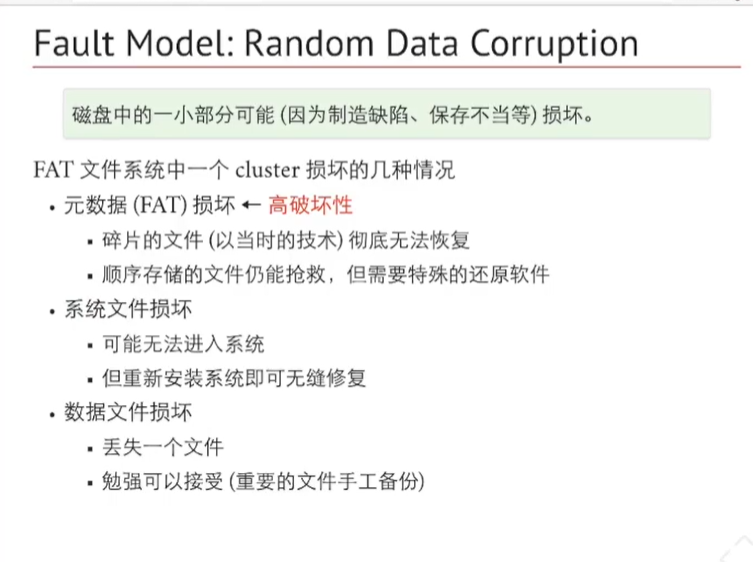 Fault Model: Random Data Corruption
磁盘中的一小部分可能 (因为制造缺陷、保存不当等) 损坏。
FAT 文件系统中一个 cluster 损坏的几种情况
• 元数据 (FAT) 损坏 ← 高破坏性
▪ 碎片的文件 (以当时的技术) 彻底无法恢复
▪ 顺序存储的文件仍能抢救，但需要特殊的还原软件
• 系统文件损坏
▪ 可能无法进入系统
▪ 但重新安装系统即可无缝修复
• 数据文件损坏
▪ 丢失一个文件
▪ 勉强可以接受 (重要的文件手工备份)